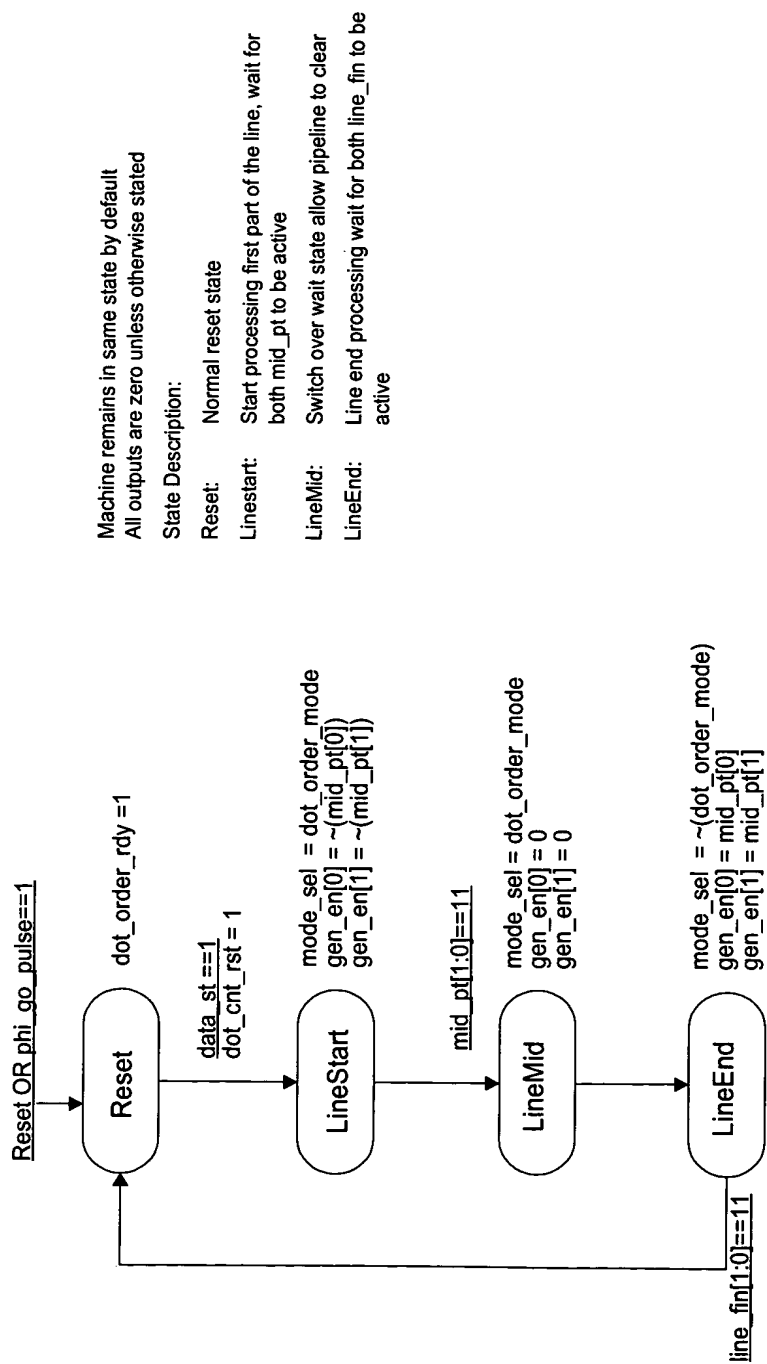 Reset OR phi_go_pulse==1
Reset
dot_order_rdy =1
data_st ==1
dot_cnt_rst = 1
LineStart
mode_sel = dot_order_mode
gen_en[0] = ~(mid_pt[0])
gen_en[1] = ~(mid_pt[1])
mid_pt[1:0]==11
LineMid
mode_sel = dot_order_mode
gen_en[0] = 0
gen_en[1] = 0
LineEnd
mode_sel = ~(dot_order_mode)
gen_en[0] = mid_pt[0]
gen_en[1] = mid_pt[1]
line_fin[1:0]==11
Machine remains in same state by default
All outputs are zero unless otherwise stated
State Description:
Reset: Normal reset state
Linestart: Start processing first part of the line, wait for
both mid_pt to be active
LineMid: Switch over wait state allow pipeline to clear
LineEnd: Line end processing wait for both line_fin to be
active